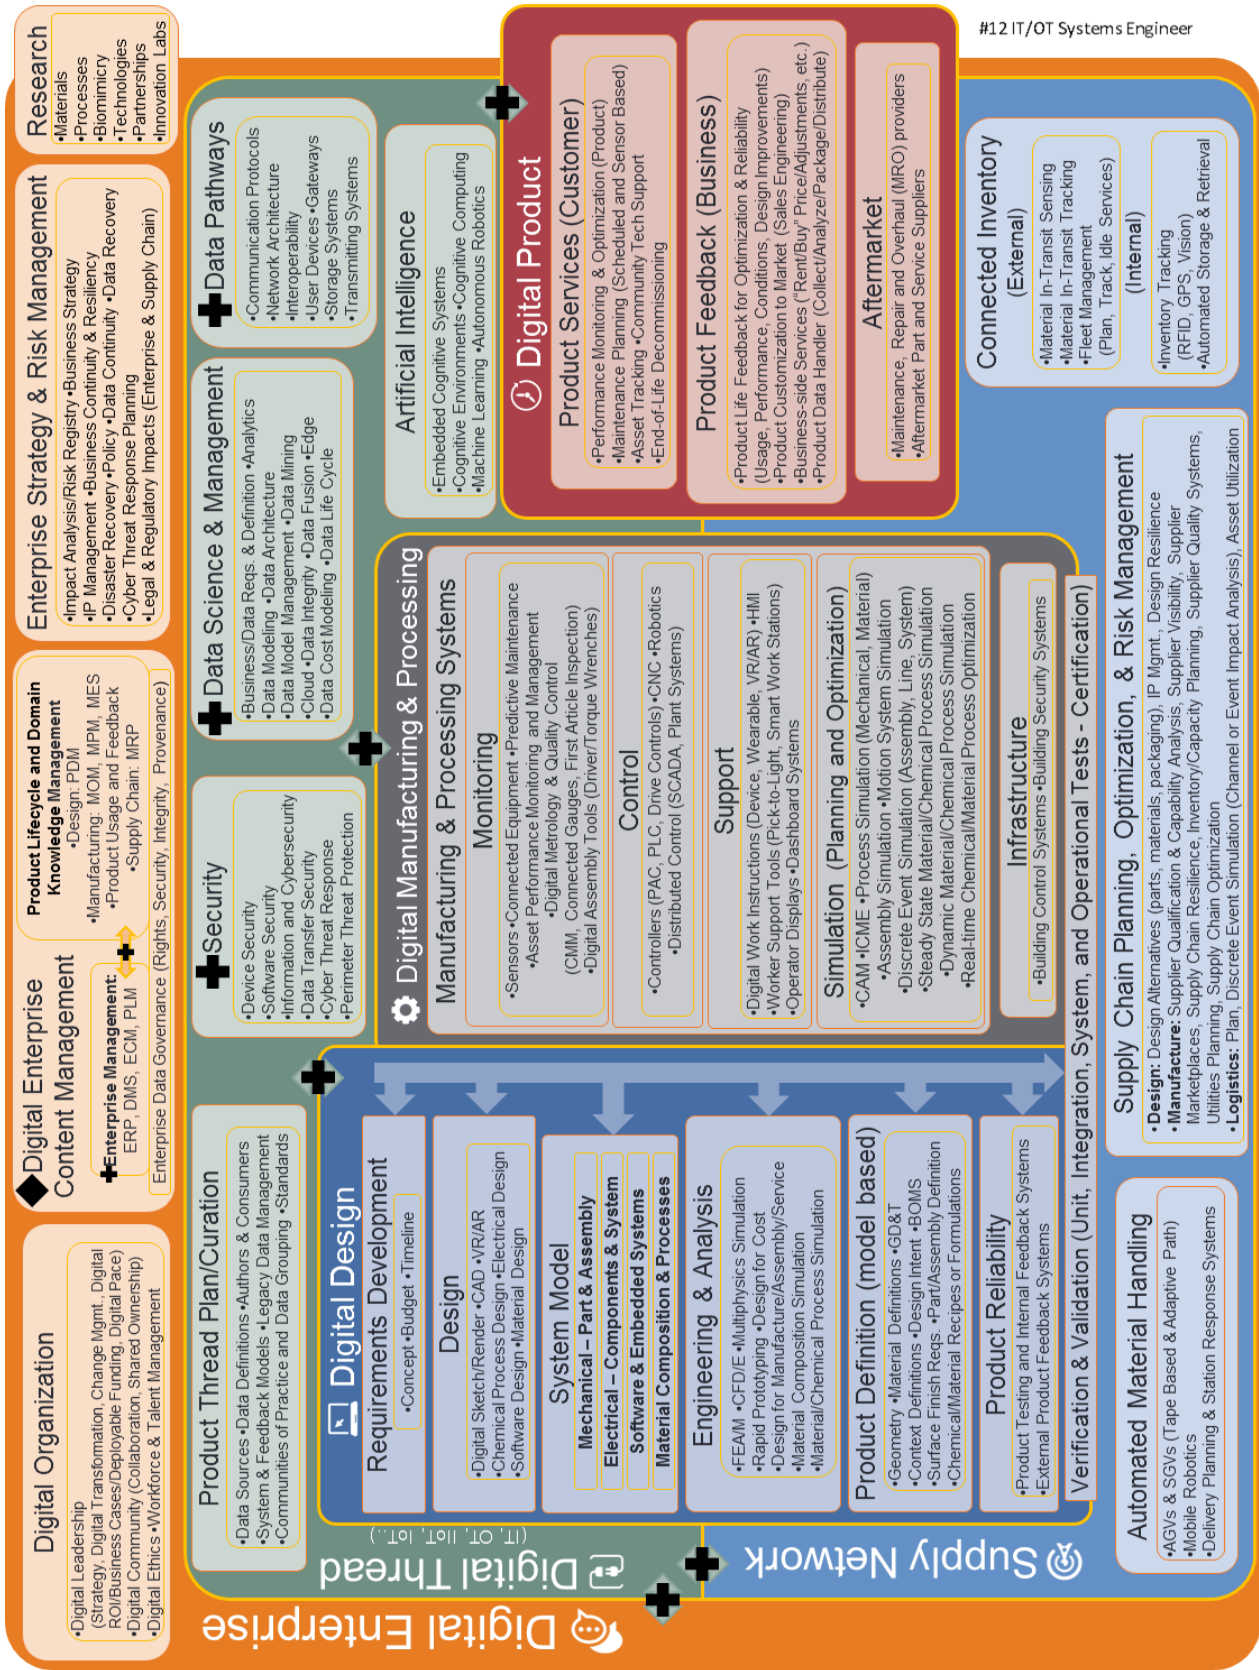 #12 IT/OT Systems Engineer
Digital Enterprise
Digital Organization
•Digital Leadership
(Strategy, Digital Transformation, Change Mgmt., Digital
ROI/Business Cases/Deployable Funding, Digital Pace)
•Digital Community (Collaboration, Shared Ownership)
•Digital Ethics •Workforce & Talent Management
Digital Enterprise
Content Management
Enterprise Management:
ERP, DMS, ECM, PLM
Product Lifecycle and Domain
Knowledge Management
•Design: PDM
•Manufacturing: MOM, MPM, MES
•Product Usage and Feedback
•Supply Chain: MRP
Enterprise Data Governance (Rights, Security, Integrity, Provenance)
Enterprise Strategy & Risk Management
•Impact Analysis/Risk Registry •Business Strategy
•IP Management •Business Continuity & Resiliency
•Disaster Recovery •Policy •Data Continuity •Data Recovery
•Cyber Threat Response Planning
•Legal & Regulatory Impacts (Enterprise & Supply Chain)
Research
•Materials
•Processes
•Biomimicry
•Technologies
•Partnerships
•Innovation Labs
Digital Thread
(IT, OT, IIoT, IoT..)
Product Thread Plan/Curation
•Data Sources •Data Definitions •Authors & Consumers
•System & Feedback Models •Legacy Data Management
•Communities of Practice and Data Grouping •Standards
Security
•Device Security
•Software Security
•Information and Cybersecurity
•Data Transfer Security
•Cyber Threat Response
•Perimeter Threat Protection
Data Science & Management
•Business/Data Reqs. & Definition •Analytics
•Data Modeling •Data Architecture
•Data Model Management •Data Mining
•Cloud •Data Integrity •Data Fusion •Edge
•Data Cost Modeling •Data Life Cycle
Data Pathways
•Communication Protocols
•Network Architecture
•Interoperability
•User Devices •Gateways
•Storage Systems
•Transmitting Systems
Artificial Intelligence
•Embedded Cognitive Systems
•Cognitive Environments •Cognitive Computing
•Machine Learning •Autonomous Robotics
Digital Design
Requirements Development
•Concept •Budget •Timeline
Design
•Digital Sketch/Render •CAD •VR/AR
•Chemical Process Design •Electrical Design
•Software Design •Material Design
System Model
Mechanical – Part & Assembly
Electrical – Components & System
Software & Embedded Systems
Material Composition & Processes
Engineering & Analysis
•FEA/M •CFD/E •Multiphysics Simulation
•Rapid Prototyping •Design for Cost
•Design for Manufacture/Assembly/Service
•Material Composition Simulation
•Material/Chemical Process Simulation
Product Definition (model based)
•Geometry •Material Definitions •GD&T
•Context Definitions •Design Intent •BOMS
•Surface Finish Reqs. •Part/Assembly Definition
•Chemical/Material Recipes or Formulations
Product Reliability
•Product Testing and Internal Feedback Systems
•External Product Feedback Systems
Digital Manufacturing & Processing
Manufacturing & Processing Systems
Monitoring
•Sensors •Connected Equipment •Predictive Maintenance
•Asset Performance Monitoring and Management
•Digital Metrology & Quality Control
(CMM, Connected Gauges, First Article Inspection)
•Digital Assembly Tools (Driver/Torque Wrenches)
Control
•Controllers (PAC, PLC, Drive Controls) •CNC •Robotics
•Distributed Control (SCADA, Plant Systems)
Support
•Digital Work Instructions (Device, Wearable, VR/AR) •HMI
•Worker Support Tools (Pick-to-Light, Smart Work Stations)
•Operator Displays •Dashboard Systems
Simulation (Planning and Optimization)
•CAM •ICME •Process Simulation (Mechanical, Material)
•Assembly Simulation •Motion System Simulation
•Discrete Event Simulation (Assembly, Line, System)
•Steady State Material/Chemical Process Simulation
•Dynamic Material/Chemical Process Simulation
•Real-time Chemical/Material Process Optimization
Infrastructure
•Building Control Systems •Building Security Systems
Verification & Validation (Unit, Integration, System, and Operational Tests - Certification)
Digital Product
Product Services (Customer)
•Performance Monitoring & Optimization (Product)
•Maintenance Planning (Scheduled and Sensor Based)
•Asset Tracking •Community Tech Support
•End-of-Life Decommissioning
Product Feedback (Business)
•Product Life Feedback for Optimization & Reliability
(Usage, Performance, Conditions, Design Improvements)
•Product Customization to Market (Sales Engineering)
•Business-side Services ("Rent/Buy" Price/Adjustments, etc.)
•Product Data Handler (Collect/Analyze/Package/Distribute)
Aftermarket
•Maintenance, Repair and Overhaul (MRO) providers
•Aftermarket Part and Service Suppliers
Supply Network
Automated Material Handling
•AGVs & SGVs (Tape Based & Adaptive Path)
•Mobile Robotics
•Delivery Planning & Station Response Systems
Supply Chain Planning, Optimization, & Risk Management
•Design: Design Alternatives (parts, materials, packaging), IP Mgmt., Design Resilience
•Manufacture: Supplier Qualification & Capability Analysis, Supplier Visibility, Supplier
Marketplaces, Supply Chain Resilience, Inventory/Capacity Planning, Supplier Quality Systems,
Utilities Planning, Supply Chain Optimization
•Logistics: Plan, Discrete Event Simulation (Channel or Event Impact Analysis), Asset Utilization
Connected Inventory
(External)
•Material In-Transit Sensing
•Material In-Transit Tracking
•Fleet Management
(Plan, Track, Idle Services)
(Internal)
•Inventory Tracking
(RFID, GPS, Vision)
•Automated Storage & Retrieval